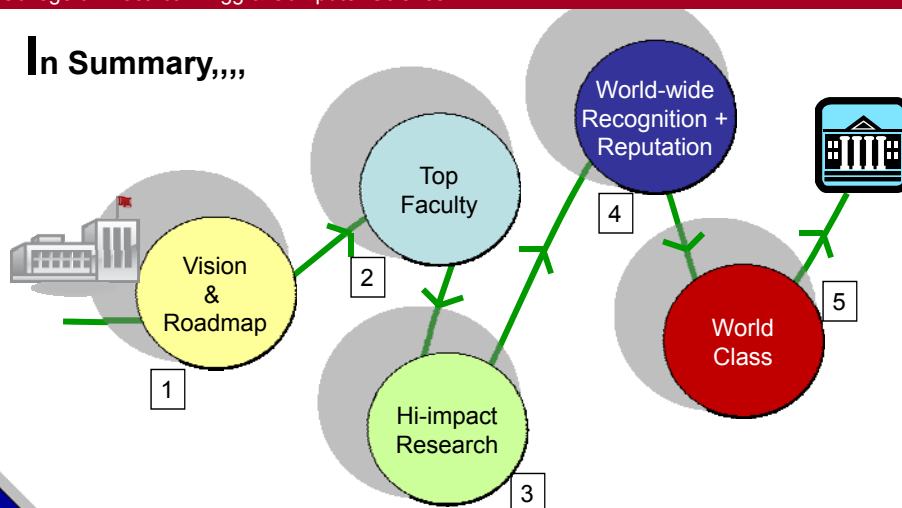 In Summary,,,,
World-wide
Recognition +
Reputation
Top
Faculty
4
2
Vision
&
Roadmap
5
World
Class
1
Hi-impact
Research
3